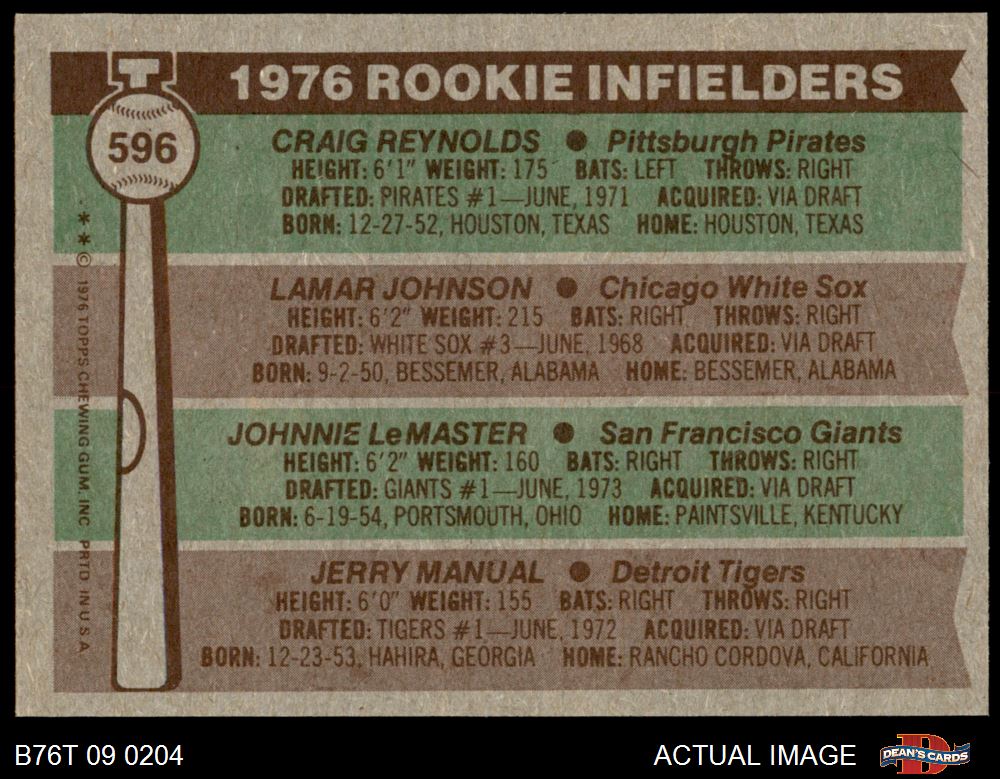 T
1976 ROOKIE INFIELDERS
596
CRAIG REYNOLDS ● Pittsburgh Pirates
HEIGHT: 6'1" WEIGHT: 175 BATS: LEFT THROWS: RIGHT
DRAFTED: PIRATES #1—JUNE, 1971 ACQUIRED: VIA DRAFT
BORN: 12-27-52, HOUSTON, TEXAS HOME: HOUSTON, TEXAS
LAMAR JOHNSON ● Chicago White Sox
HEIGHT: 6'2" WEIGHT: 215 BATS: RIGHT THROWS: RIGHT
DRAFTED: WHITE SOX #3—JUNE, 1968 ACQUIRED: VIA DRAFT
BORN: 9-2-50, BESSEMER, ALABAMA HOME: BESSEMER, ALABAMA
JOHNNIE LeMASTER ● San Francisco Giants
HEIGHT: 6'2" WEIGHT: 160 BATS: RIGHT THROWS: RIGHT
DRAFTED: GIANTS #1—JUNE, 1973 ACQUIRED: VIA DRAFT
BORN: 6-19-54, PORTSMOUTH, OHIO HOME: PAINTSVILLE, KENTUCKY
JERRY MANUAL ● Detroit Tigers
HEIGHT: 6'0" WEIGHT: 155 BATS: RIGHT THROWS: RIGHT
DRAFTED: TIGERS #1—JUNE, 1972 ACQUIRED: VIA DRAFT
BORN: 12-23-53, HAHIRA, GEORGIA HOME: RANCHO CORDOVA, CALIFORNIA
**© 1976 TOPPS CHEWING GUM, INC. PRTD. IN U.S.A.
B76T 09 0204
ACTUAL IMAGE
D
DEAN'S CARDS